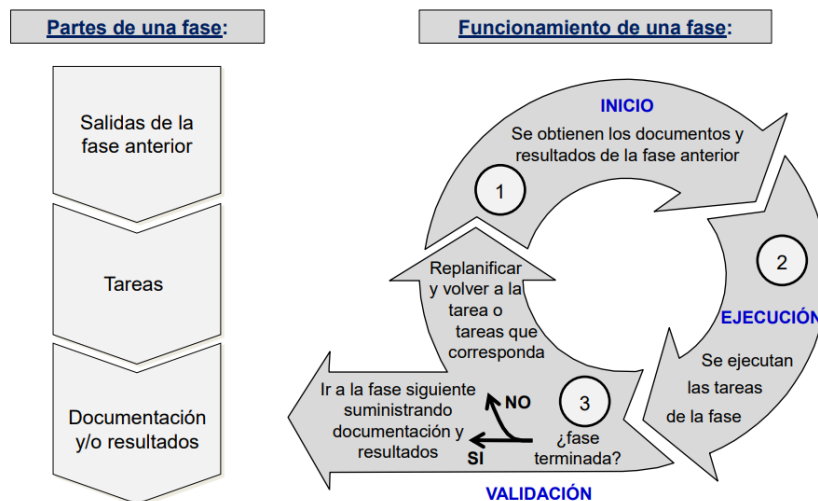 Partes de una fase:
Salidas de la
fase anterior
Tareas
Documentación
y/o resultados
Funcionamiento de una fase:
INICIO
Se obtienen los documentos y
resultados de la fase anterior
1
2
EJECUCIÓN
Se ejecutan
las tareas
de la fase
3
¿fase
terminada?
NO
SI
VALIDACIÓN
Replanificar
y volver a la
tarea o
tareas que
corresponda
Ir a la fase siguiente
suministrando
documentación y
resultados